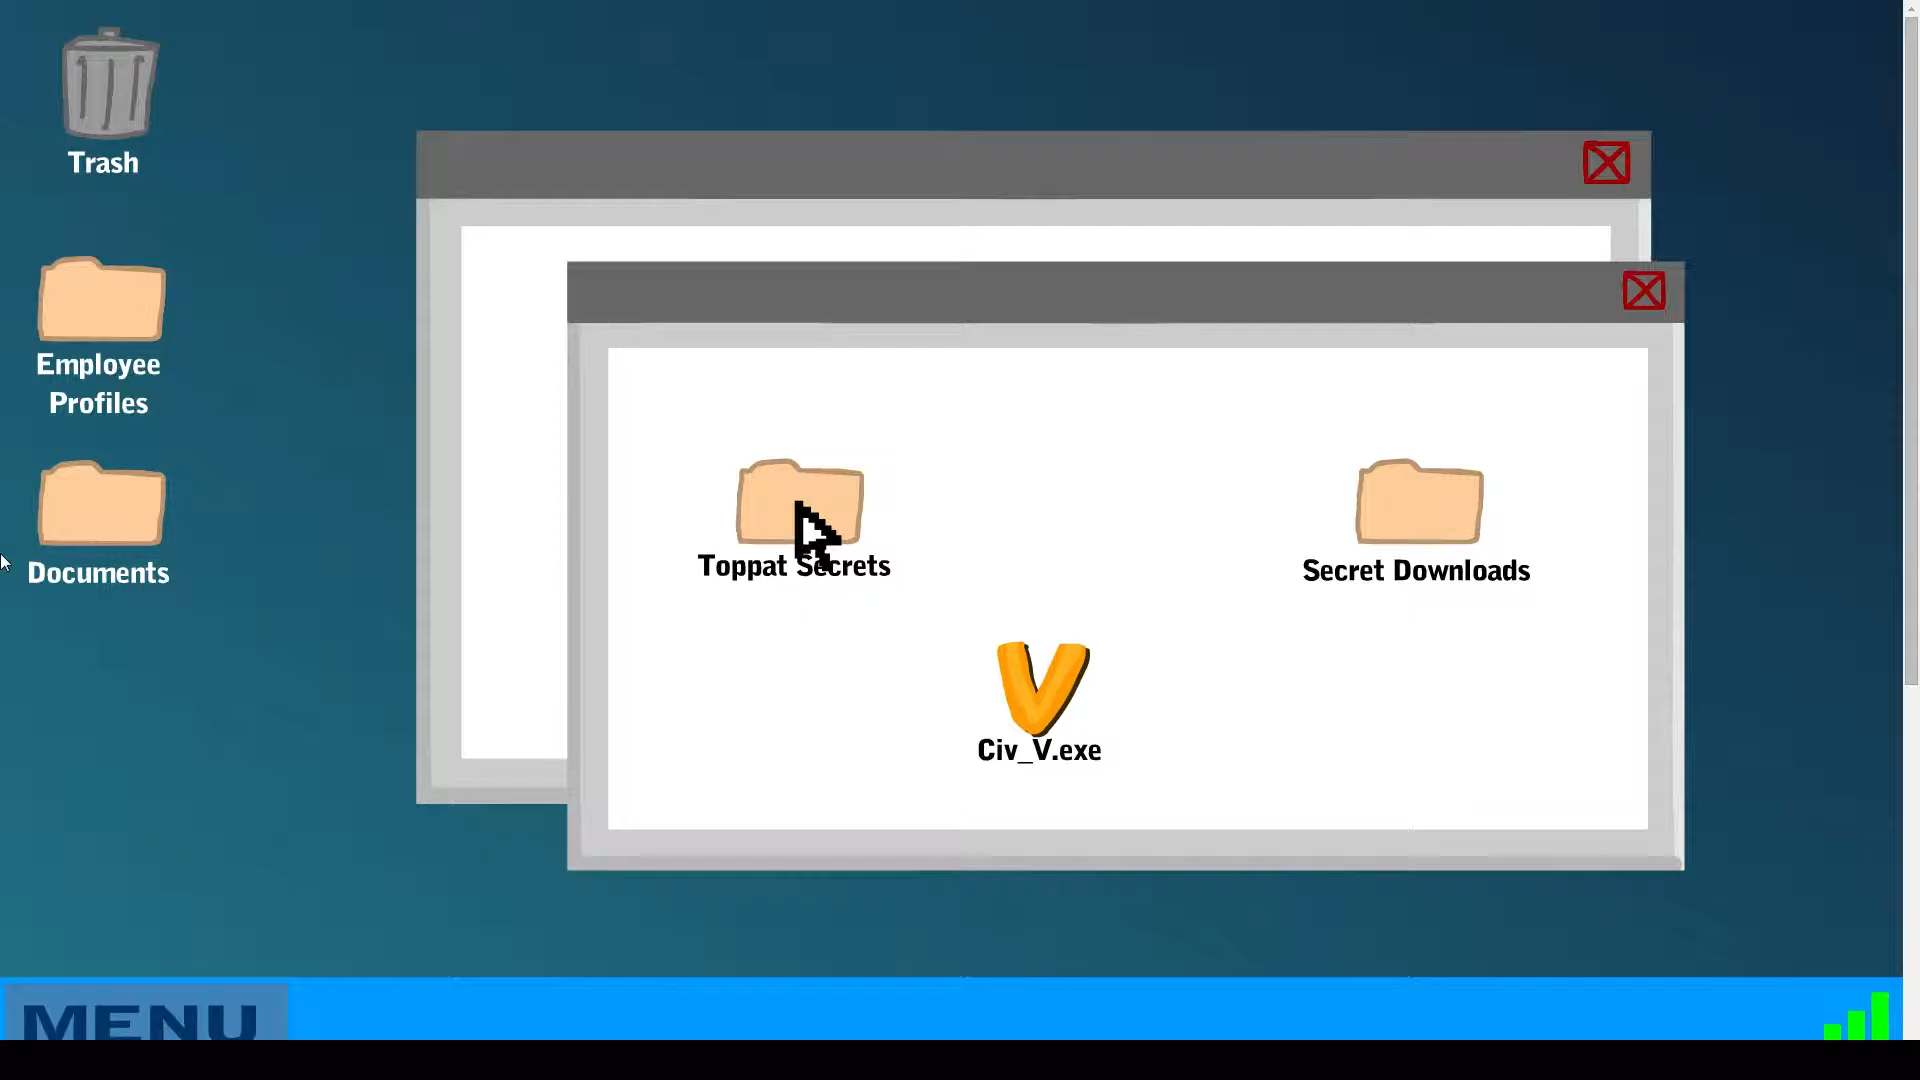 Trash
Employee
Profiles
Documents
Toppat Secrets
Secret Downloads
V
Civ_V.exe
MENU